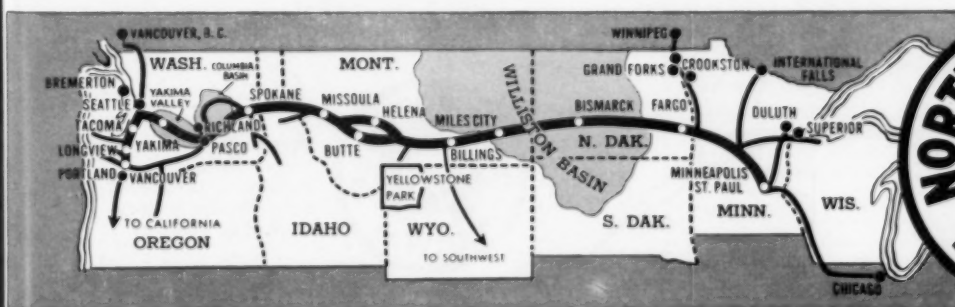 VANCOUVER, B.C.
WINNIPEG
WASH.
COLUMBIA
BASIN
MONT.
GRAND FORKS
CROOKSTON
INTERNATIONAL
FALLS
BREMERTON
YAKIMA
VALLEY
SPOKANE
SEATTLE
MISSOULA
WILLISTON BASIN
BISMARCK
FARGO
DULUTH
SUPERIOR
TACOMA
RICHLAND
HELENA
MILES CITY
LONGVIEW
YAKIMA
PASCO
BUTTE
BILLINGS
N. DAK.
PORTLAND
VANCOUVER
YELLOWSTONE
PARK
MINNEAPOLIS
ST. PAUL
TO CALIFORNIA
OREGON
IDAHO
WYO.
S. DAK.
MINN.
WIS.
TO SOUTHWEST
CHICAGO
NORT